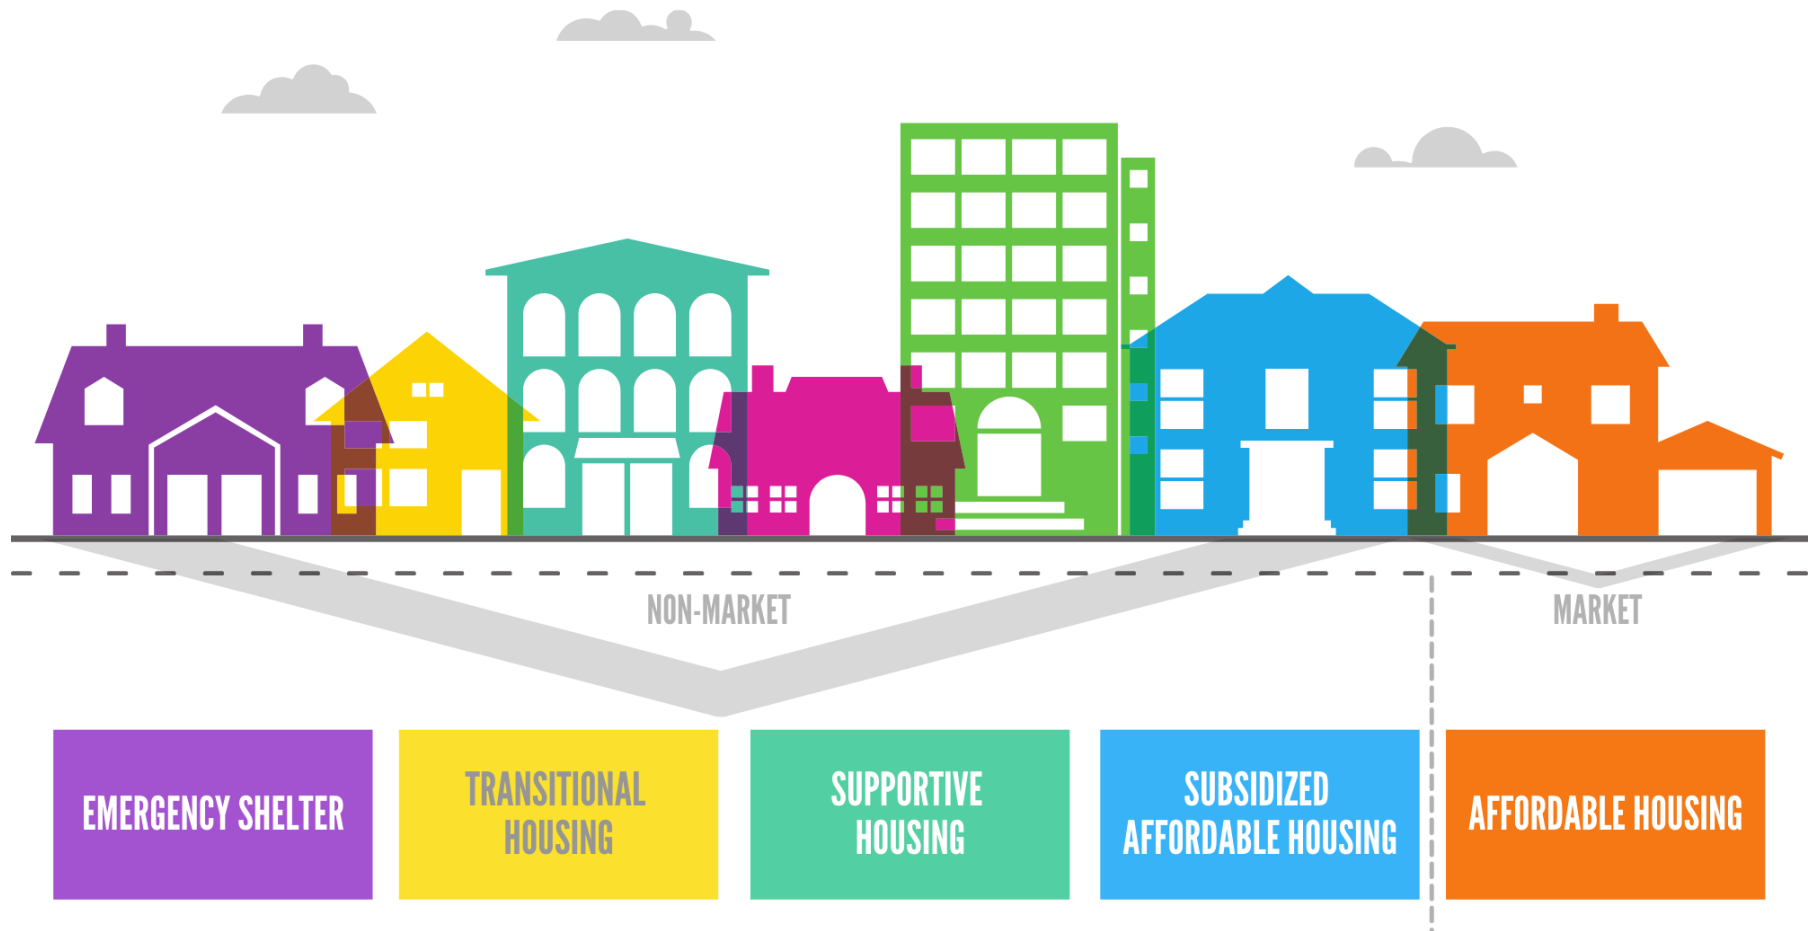 NON-MARKET
MARKET
EMERGENCY SHELTER
TRANSITIONAL
HOUSING
SUPPORTIVE
HOUSING
SUBSIDIZED
AFFORDABLE HOUSING
AFFORDABLE HOUSING